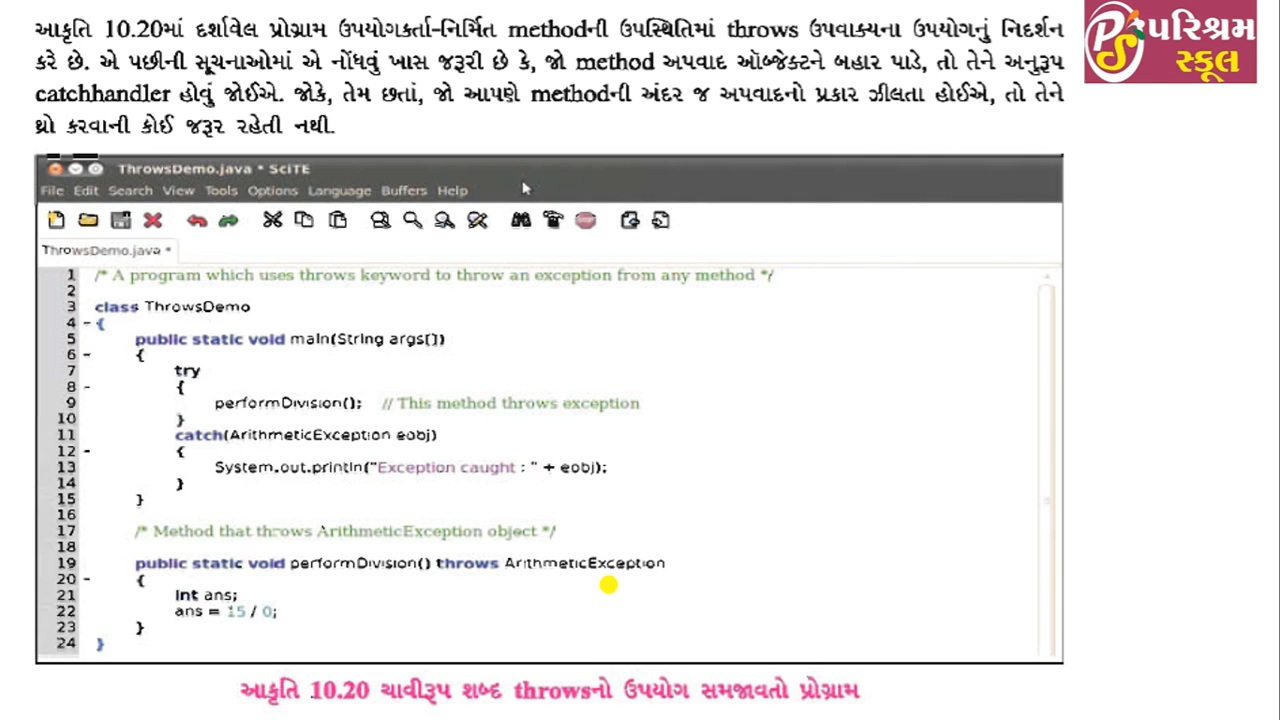 આકૃતિ 10.20માં દર્શાવેલ પ્રોગ્રામ ઉપયોગકર્તા-નિર્મિત methodની ઉપસ્થિતિમાં throws ઉપવાક્યના ઉપયોગનું નિદર્શન
કરે છે. એ પછીની સૂચનાઓમાં એ નોંધવું ખાસ જરૂરી છે કે, જો method અપવાદ ઑબ્જેક્ટને બહાર પાડે, તો તેને અનુરૂપ
catchhandler હોવું જોઈએ. જોકે, તેમ છતાં, જો આપણે methodની અંદર જ અપવાદનો પ્રકાર ઝીલતા હોઈએ, તો તેને
થ્રો કરવાની કોઈ જરૂર રહેતી નથી.
PS પરિશ્રમ
સ્કૂલ
ThrowsDemo.java * SciTE
File Edit Search View Tools Options Language Buffers Help
ThrowsDemo.java *
1 /* A program which uses throws keyword to throw an exception from any method */
2
3 class ThrowsDemo
4 - {
5 public static void main(String args[])
6 - {
7 try
8 - {
9 performDivision(); // This method throws exception
10 }
11 catch(ArithmeticException eobj)
12 - {
13 System.out.println("Exception caught : " + eobj);
14 }
15 }
16
17 /* Method that throws ArithmeticException object */
18
19 public static void performDivision() throws ArithmeticException
20 - {
21 int ans;
22 ans = 15 / 0;
23 }
24 }
આકૃતિ 10.20 ચાવીરૂપ શબ્દ throwsનો ઉપયોગ સમજાવતો પ્રોગ્રામ